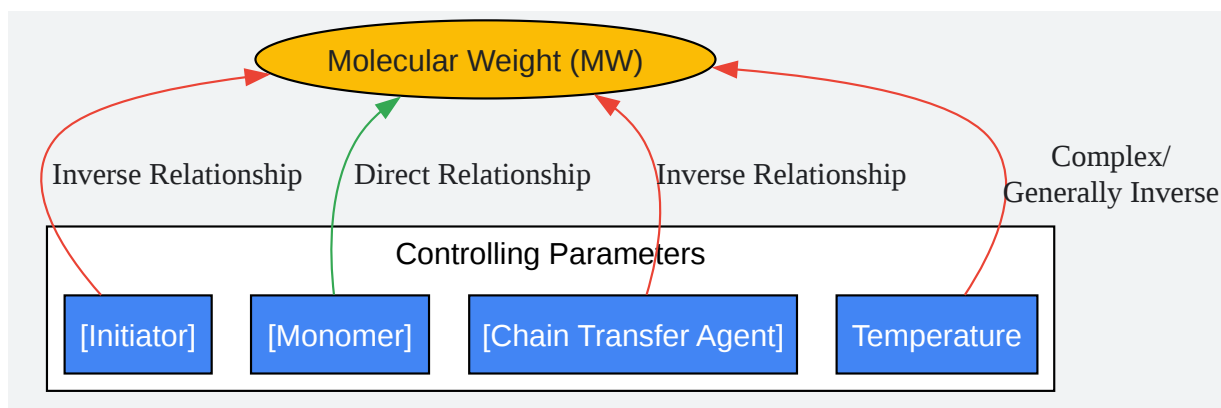 Molecular Weight (MW)
Inverse Relationship
Direct Relationship
Inverse Relationship
Complex/
Generally Inverse
Controlling Parameters
[Initiator]
[Monomer]
[Chain Transfer Agent]
Temperature